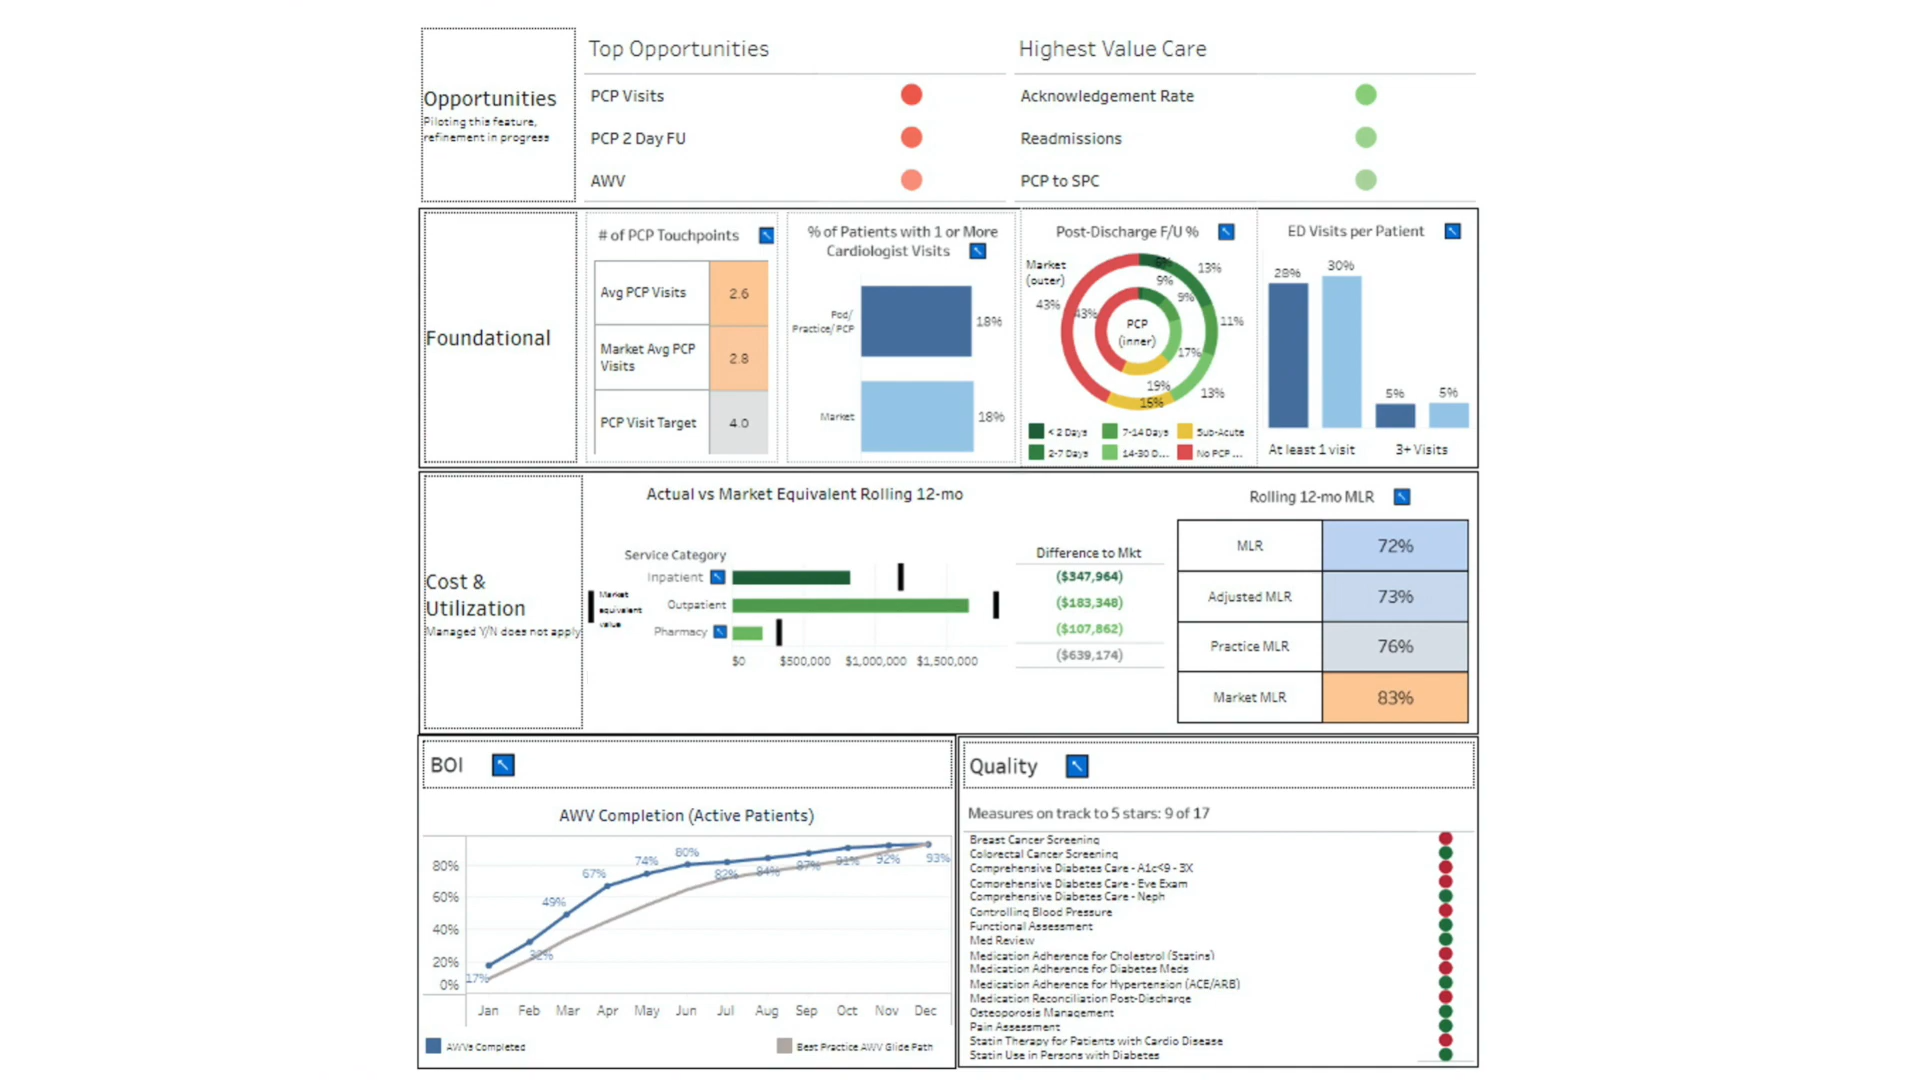 Top Opportunities
Highest Value Care
Opportunities
Piloting this feature,
refinement in progress
PCP Visits
Acknowledgement Rate
PCP 2 Day FU
Readmissions
AWV
PCP to SPC
Foundational
# of PCP Touchpoints
Avg PCP Visits
2.6
Market Avg PCP
Visits
2.8
PCP Visit Target
4.0
% of Patients with 1 or More
Cardiologist Visits
Pod/
Practice/PCP
18%
Market
18%
Post-Discharge F/U %
Market
(outer)
13%
9%
9%
43%
43%
11%
PCP
(inner)
17%
19%
13%
15%
< 2 Days
7-14 Days
Sub-Acute
2-7 Days
14-30 D...
No PCP ...
ED Visits per Patient
28%
30%
5%
5%
At least 1 visit
3+ Visits
Cost &
Utilization
Managed Y/N does not apply
Actual vs Market Equivalent Rolling 12-mo
Service Category
Difference to Mkt
Inpatient
($347,964)
Market
equivalent
value
Outpatient
($183,348)
Pharmacy
($107,862)
($639,174)
$0
$500,000
$1,000,000
$1,500,000
Rolling 12-mo MLR
MLR
72%
Adjusted MLR
73%
Practice MLR
76%
Market MLR
83%
BOI
AWV Completion (Active Patients)
80%
60%
40%
20%
0%
17%
32%
49%
67%
74%
80%
82%
84%
87%
91%
92%
93%
Jan
Feb
Mar
Apr
May
Jun
Jul
Aug
Sep
Oct
Nov
Dec
AWVs Completed
Best Practice AWV Glide Path
Quality
Measures on track to 5 stars: 9 of 17
Breast Cancer Screening
Colorectal Cancer Screening
Comprehensive Diabetes Care - A1c<9 - 3X
Comprehensive Diabetes Care - Eye Exam
Comprehensive Diabetes Care - Neph
Controlling Blood Pressure
Functional Assessment
Med Review
Medication Adherence for Cholestrol (Statins)
Medication Adherence for Diabetes Meds
Medication Adherence for Hypertension (ACE/ARB)
Medication Reconciliation Post-Discharge
Osteoporosis Management
Pain Assessment
Statin Therapy for Patients with Cardio Disease
Statin Use in Persons with Diabetes